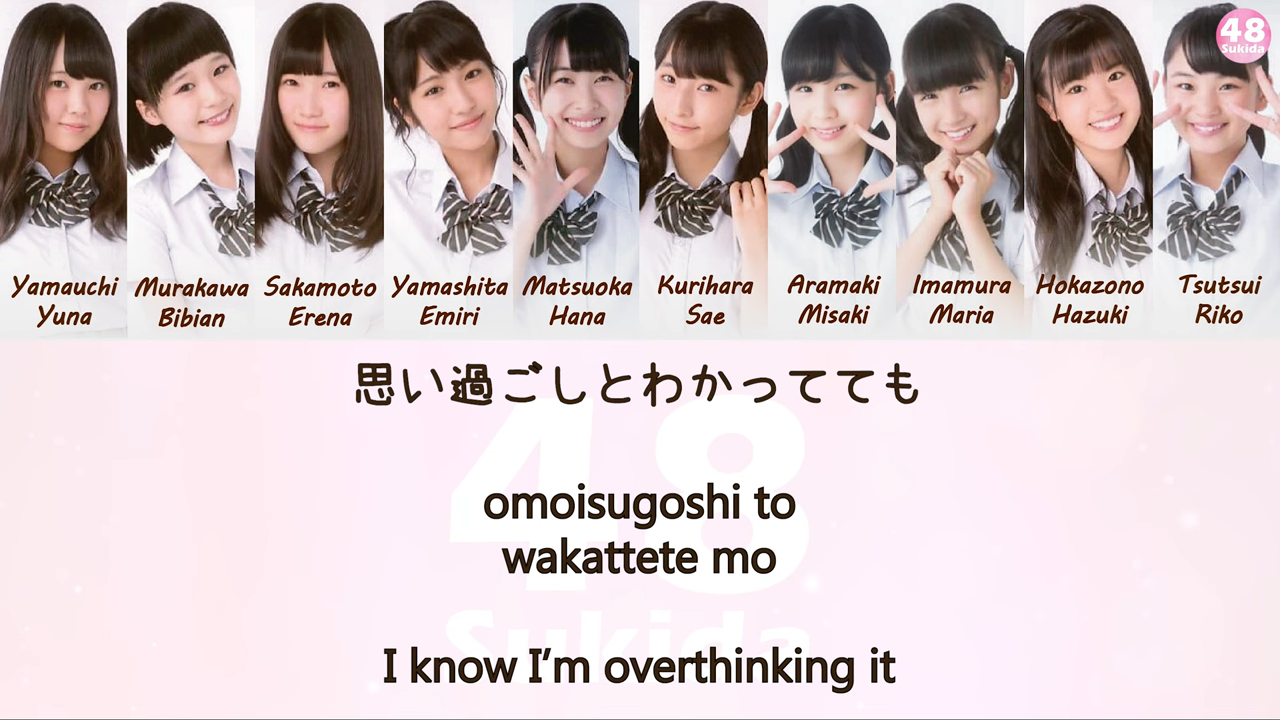 48
Sukida
Yamauchi
Yuna
Murakawa
Bibian
Sakamoto
Erena
Yamashita
Emiri
Matsuoka
Hana
Kurihara
Sae
Aramaki
Misaki
Imamura
Maria
Hokazono
Hazuki
Tsutsui
Riko
思い過ごしとわかってても
48
omoisugoshi to
wakattete mo
Sukida
I know I'm overthinking it